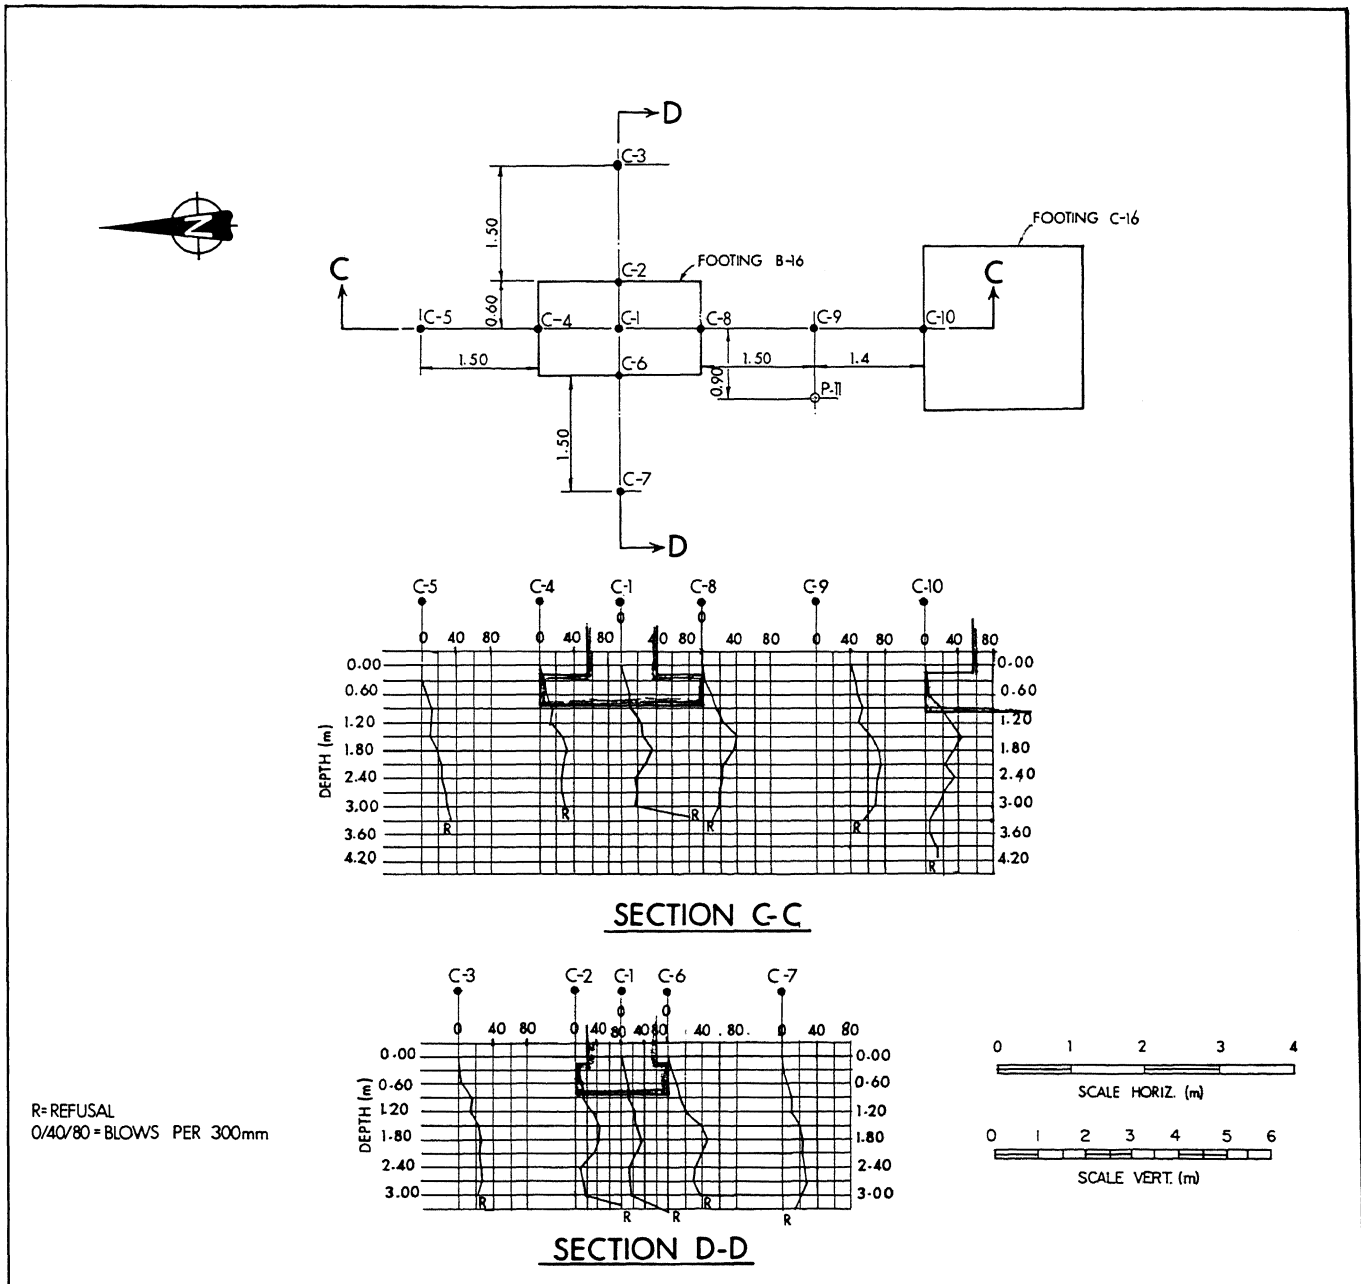 D
C-3
N
1.50
FOOTING C-16
C-2
FOOTING B-16
C
C
0.60
C-5
C-4
C-1
C-8
C-9
C-10
1.50
C-6
1.50
1.4
0.90
P-11
1.50
C-7
D
C-5 C-4 C-1 C-8 C-9 C-10
0 0
0 40 80 0 40 80 40 80 40 80 0 0 40 80
0.00 0.00
0.60 0.60
1.20 1.20
1.80 1.80
2.40 2.40
3.00 3.00
3.60 3.60
4.20 4.20
DEPTH (m)
R R R R R R
SECTION C-C
C-3 C-2 C-1 C-6 C-7
0 0
0 40 80 0 40 80 40 80 40 80 0 40 80
0.00 0.00
0.60 0.60
1.20 1.20
1.80 1.80
2.40 2.40
3.00 3.00
DEPTH (m)
R R R R R
SECTION D-D
R=REFUSAL
0/40/80 = BLOWS PER 300mm
0 1 2 3 4
SCALE HORIZ. (m)
0 1 2 3 4 5 6
SCALE VERT. (m)